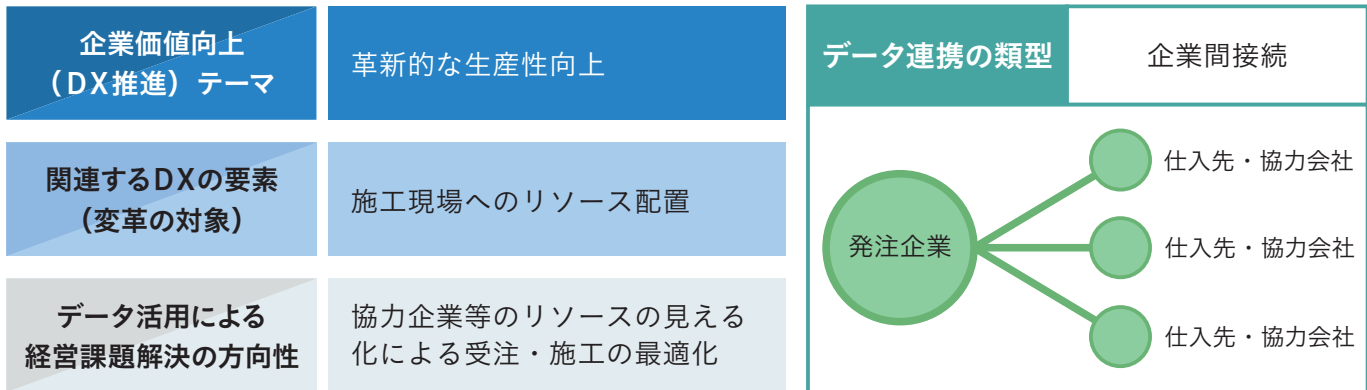 企業価値向上
（DX推進）テーマ
革新的な生産性向上
関連するDXの要素
（変革の対象）
施工現場へのリソース配置
データ活用による
経営課題解決の方向性
協力企業等のリソースの見える
化による受注・施工の最適化
データ連携の類型
企業間接続
発注企業
仕入先・協力会社
仕入先・協力会社
仕入先・協力会社